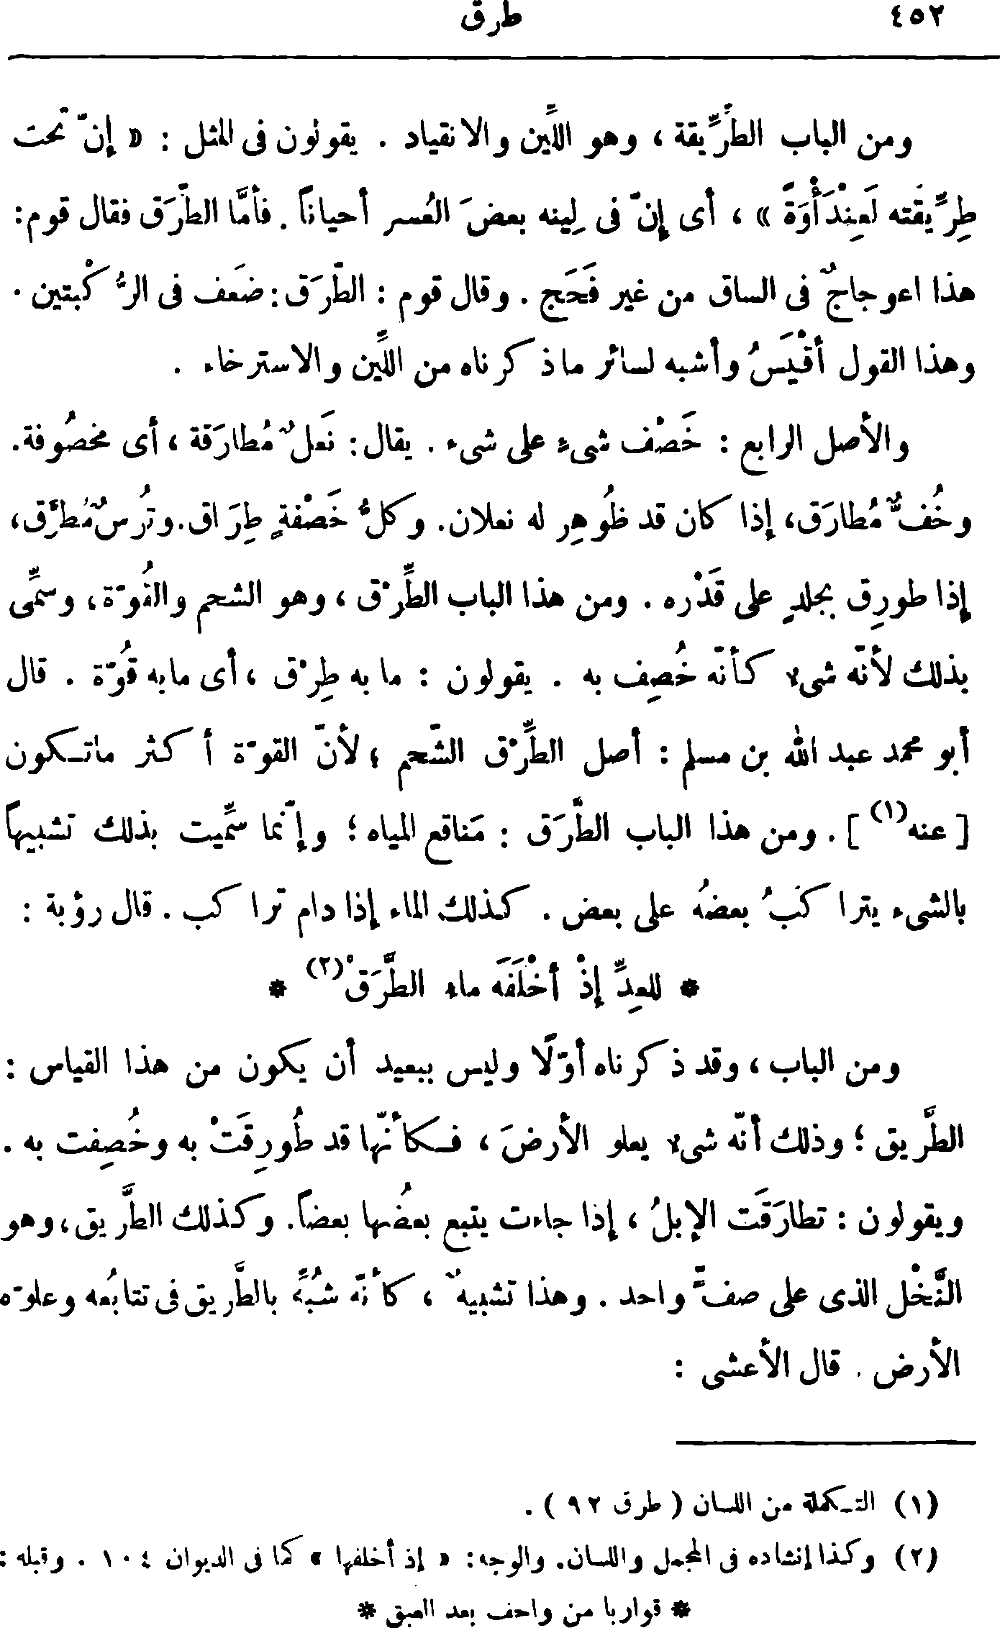 ٤٥٢ طرق
ومن الباب الطِّرِّيقة ، وهو اللِّين والانقياد . يقولون فى المثل : « إنّ تحت
طِرِّيقَته لَعِنْدَأْوَةً » ، أى إنّ فى لِينه بعضَ العُسر أحياناً . فأمَّا الطَّرَق فقال قوم:
هذا اعوجاجٌ فى الساق من غير فَحَج . وقال قوم : الطَّرَق : ضَعف فى الرُّكْبتين .
وهذا القول أقْيَسُ وأشبه لسائر ما ذكرناه من اللِّين والاسترخاء .
والأصل الرابع : خَصْف شىءٍ على شىء . يقال : نَعلٌ مُطارَقة ، أى مخصُوفة.
وخُفٌّ مُطارَق، إذا كان قد ظُوهِر له نعلان. وكلُّ خَصْفةٍ طِرَاق. وتُرسٌ مُطرَّق،
إذا طورِق بجلدٍ على قَدْره . ومن هذا الباب الطِّرْق ، وهو الشحم والقُوّة، وسمِّى
بذلك لأنّه شىء كأنّه خُصِف به . يقولون : ما به طِرْق ، أى ما به قُوّة . قال
أبو محمد عبد الله بن مسلم : أصل الطِّرْق الشّحم ؛ لأنّ القوّة أكثر ماتكون
[ عنه(١) ] . ومن هذا الباب الطَّرَق : مَناقع المياه ؛ وإنّما سمِّيت بذلك تشبيهاً
بالشىء يتراكَبُ بعضهُ على بعض . كذلك الماء إذا دام تراكب . قال رؤبة :
* للعِدِّ إذْ أخْلَفَه ماء الطَّرَقْ(٢) *
ومن الباب ، وقد ذكرناه أوّلًا وليس ببعيد أن يكون من هذا القياس :
الطَّريق ؛ وذلك أنّه شىء يعلو الأرضَ ، فكأنّها قد طُورِقَتْ به وخُصِفت به .
ويقولون : تطارَقَت الإبلُ ، إذا جاءت يتبع بعضُها بعضاً. وكذلك الطَّريق، وهو
النَّخْل الذى على صفٍّ واحد . وهذا تشبيهٌ ، كأنّه شُبِّه بالطَّريق فى تتابُعه وعلوّه
الأرض . قال الأعشى :
(١) التكملة من اللسان ( طرق ٩٢ ) .
(٢) وكذا إنشاده فى المجمل واللسان. والوجه: « إذ أخلفها » كما فى الديوان ١٠٤ . وقبله :
* قواربا من واحف بعد العبق *